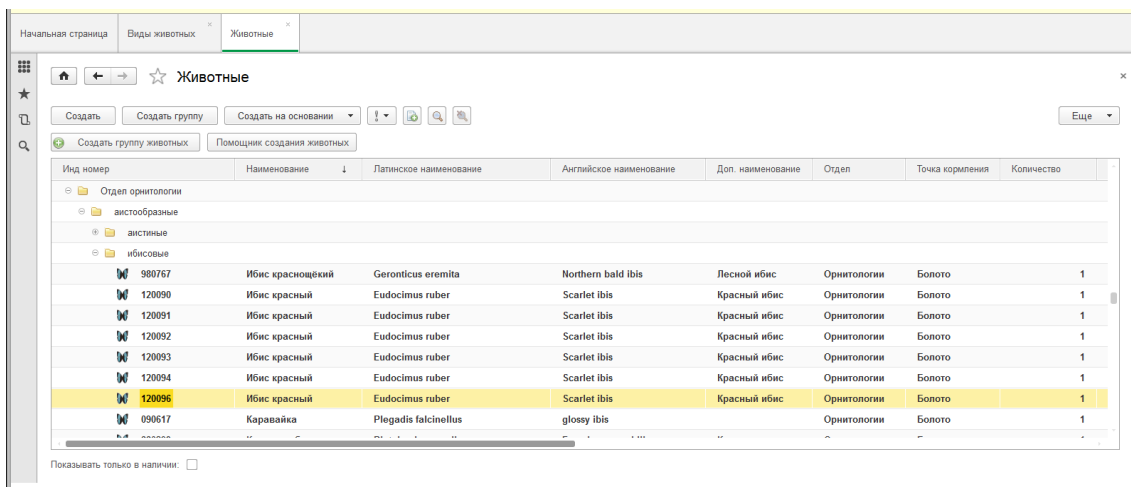 Начальная страница Виды животных × Животные ×
Животные ×
Создать Создать группу Создать на основании Еще
Создать группу животных Помощник создания животных
Инд номер Наименование ↓ Латинское наименование Английское наименование Доп. наименование Отдел Точка кормления Количество
Отдел орнитологии
аистообразные
аистиные
ибисовые
980767 Ибис краснощёкий Geronticus eremita Northern bald ibis Лесной ибис Орнитологии Болото 1
120090 Ибис красный Eudocimus ruber Scarlet ibis Красный ибис Орнитологии Болото 1
120091 Ибис красный Eudocimus ruber Scarlet ibis Красный ибис Орнитологии Болото 1
120092 Ибис красный Eudocimus ruber Scarlet ibis Красный ибис Орнитологии Болото 1
120093 Ибис красный Eudocimus ruber Scarlet ibis Красный ибис Орнитологии Болото 1
120094 Ибис красный Eudocimus ruber Scarlet ibis Красный ибис Орнитологии Болото 1
120096 Ибис красный Eudocimus ruber Scarlet ibis Красный ибис Орнитологии Болото 1
090617 Каравайка Plegadis falcinellus glossy ibis Орнитологии Болото 1
Показывать только в наличии: